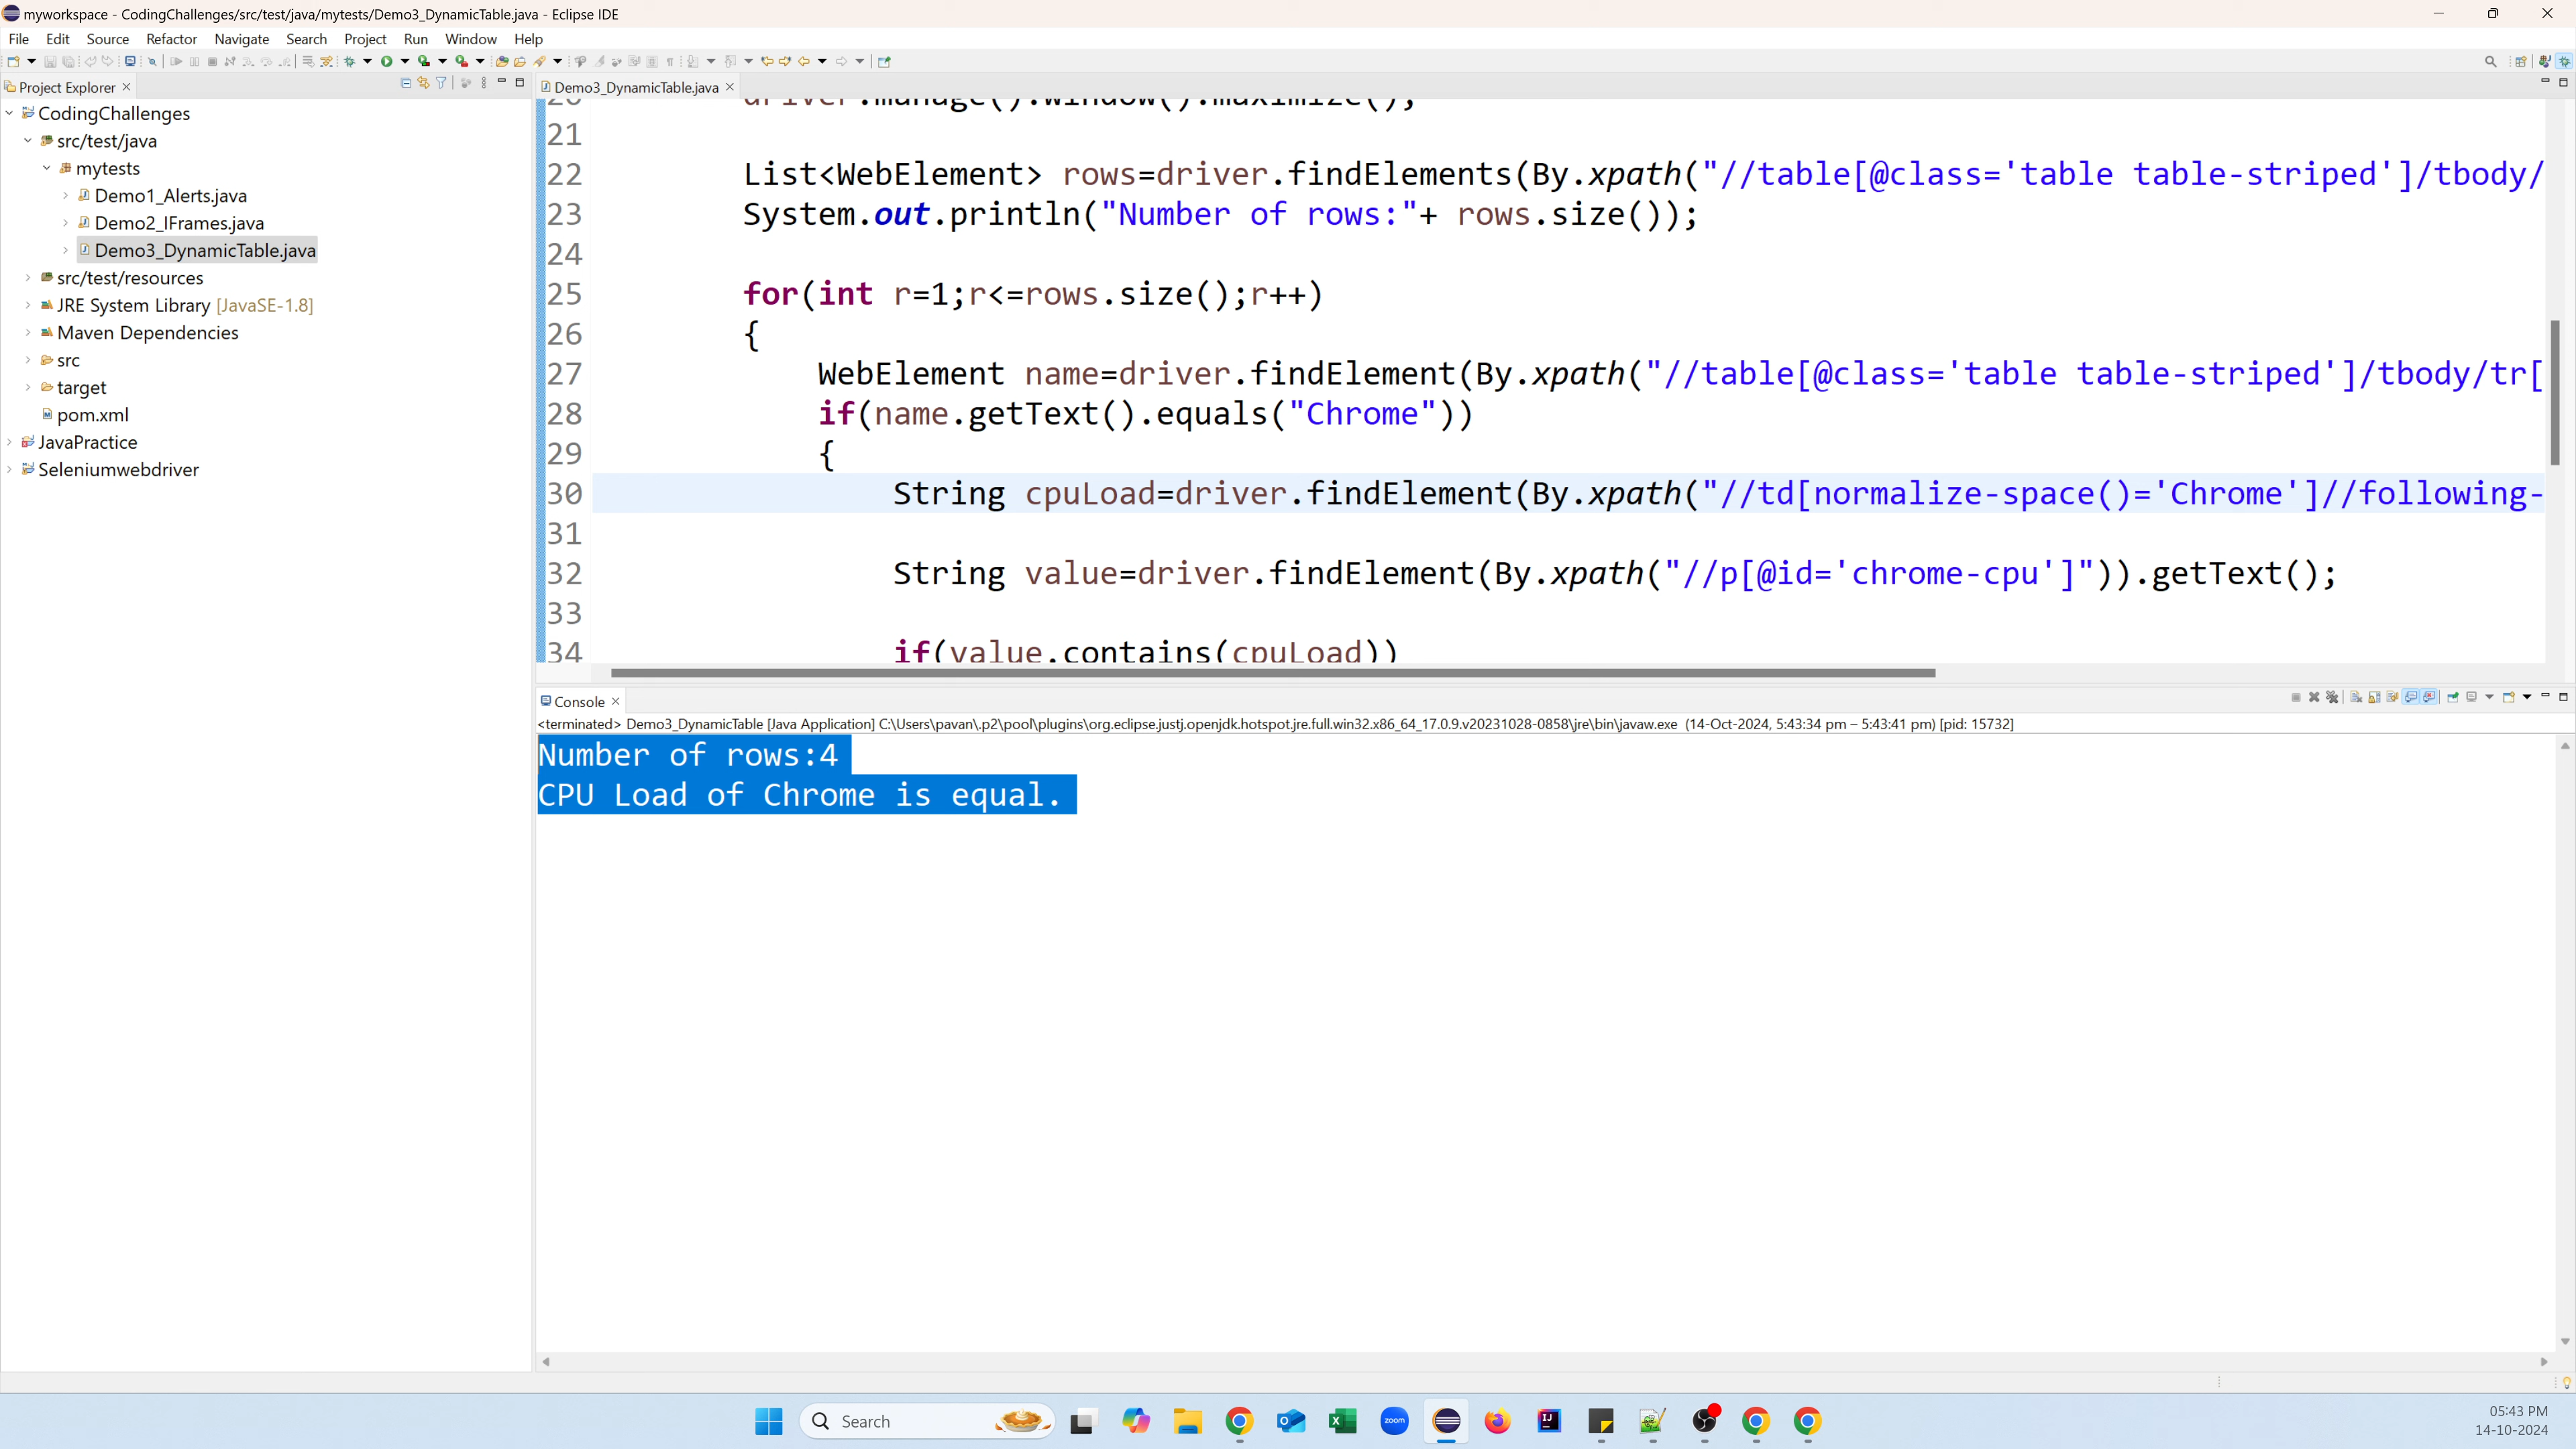 myworkspace - CodingChallenges/src/test/java/mytests/Demo3_DynamicTable.java - Eclipse IDE
File Edit Source Refactor Navigate Search Project Run Window Help
Project Explorer
CodingChallenges
src/test/java
mytests
Demo1_Alerts.java
Demo2_IFrames.java
Demo3_DynamicTable.java
src/test/resources
JRE System Library [JavaSE-1.8]
Maven Dependencies
src
target
pom.xml
JavaPractice
Seleniumwebdriver
Demo3_DynamicTable.java
20 driver.manage().window().maximize();
21
22 List<WebElement> rows=driver.findElements(By.xpath("//table[@class='table table-striped']/tbody/
23 System.out.println("Number of rows:"+ rows.size());
24
25 for(int r=1;r<=rows.size();r++)
26 {
27 WebElement name=driver.findElement(By.xpath("//table[@class='table table-striped']/tbody/tr[
28 if(name.getText().equals("Chrome"))
29 {
30 String cpuLoad=driver.findElement(By.xpath("//td[normalize-space()='Chrome']//following-
31
32 String value=driver.findElement(By.xpath("//p[@id='chrome-cpu']")).getText();
33
34 if(value.contains(cpuLoad))
Console
<terminated> Demo3_DynamicTable [Java Application] C:\Users\pavan\.p2\pool\plugins\org.eclipse.justj.openjdk.hotspot.jre.full.win32.x86_64_17.0.9.v20231028-0858\jre\bin\javaw.exe (14-Oct-2024, 5:43:34 pm – 5:43:41 pm) [pid: 15732]
Number of rows:4
CPU Load of Chrome is equal.
Search
zoom
05:43 PM
14-10-2024